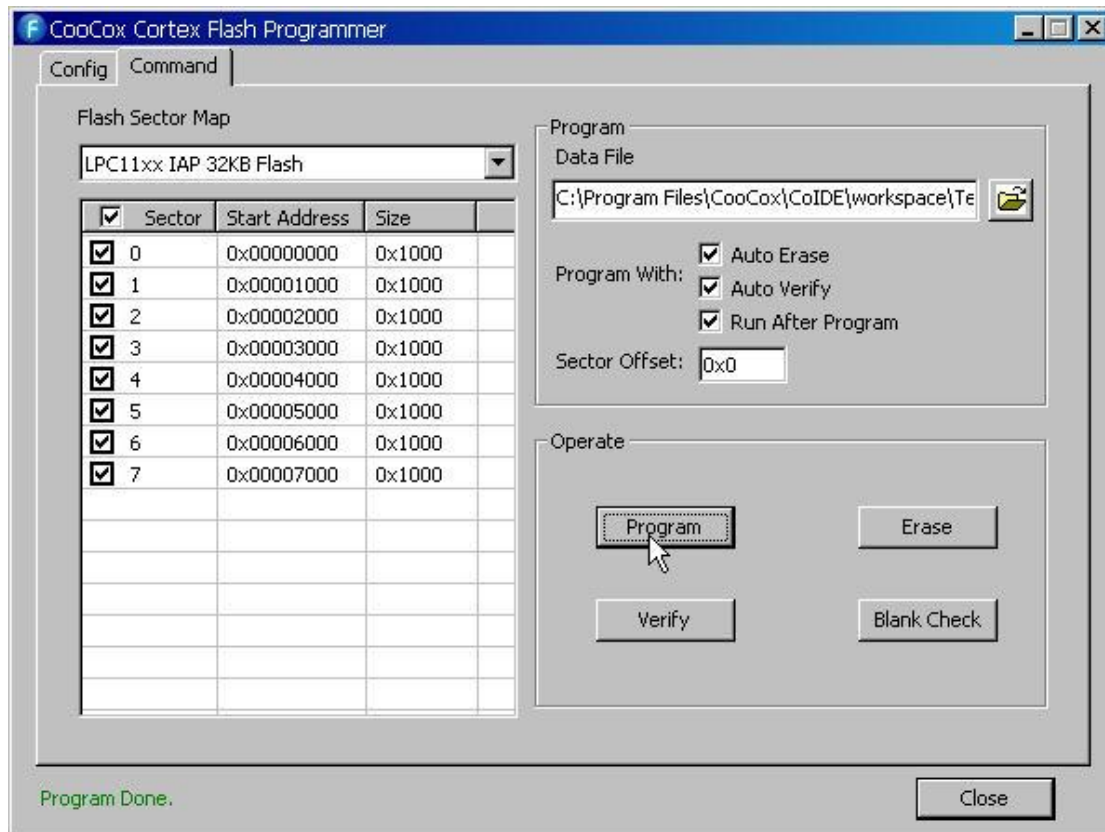 CooCox Cortex Flash Programmer
Config Command
Flash Sector Map
LPC11xx IAP 32KB Flash
Sector Start Address Size
0 0x00000000 0x1000
1 0x00001000 0x1000
2 0x00002000 0x1000
3 0x00003000 0x1000
4 0x00004000 0x1000
5 0x00005000 0x1000
6 0x00006000 0x1000
7 0x00007000 0x1000
Program
Data File
C:\Program Files\CooCox\CoIDE\workspace\Te
Program With:
Auto Erase
Auto Verify
Run After Program
Sector Offset: 0x0
Operate
Program Erase
Verify Blank Check
Program Done.
Close